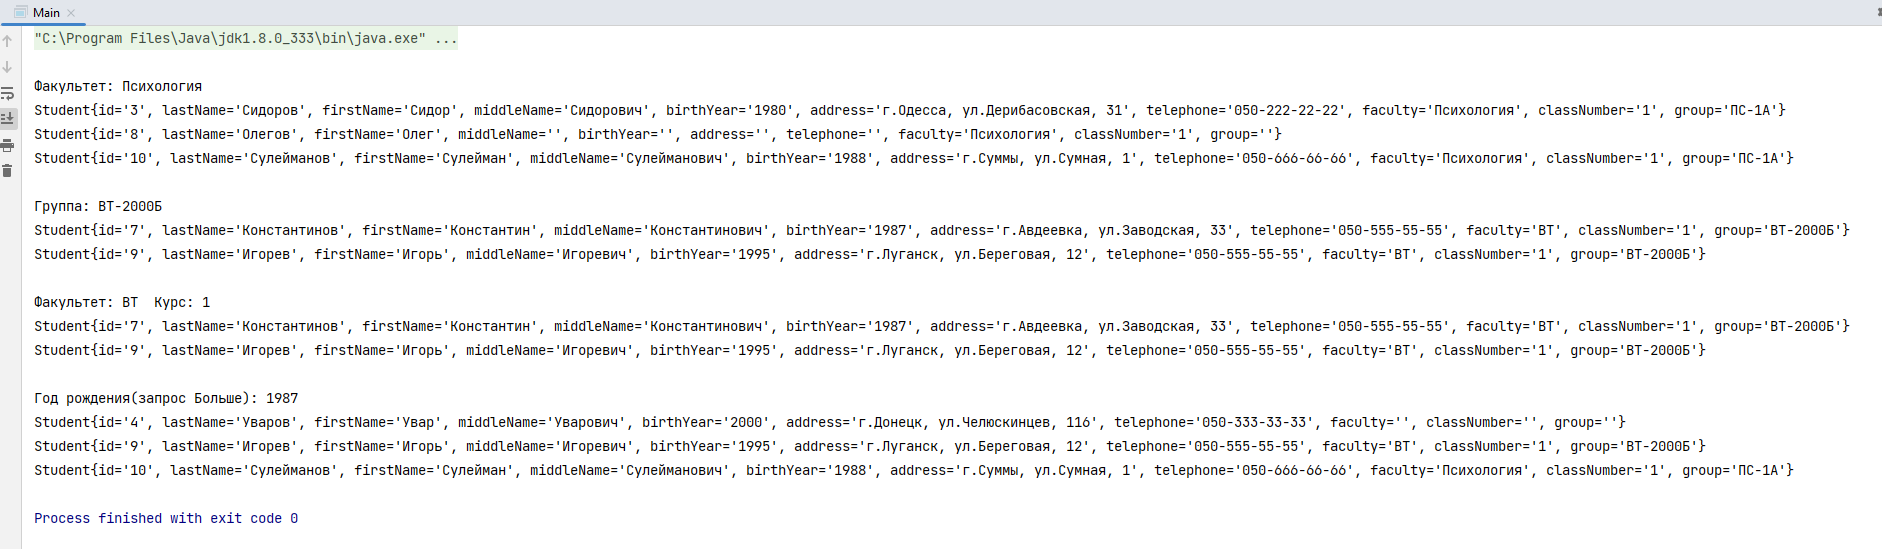 Main
"C:\Program Files\Java\jdk1.8.0_333\bin\java.exe" ...
Факультет: Психология
Student{id='3', lastName='Сидоров', firstName='Сидор', middleName='Сидорович', birthYear='1980', address='г.Одесса, ул.Дерибасовская, 31', telephone='050-222-22-22', faculty='Психология', classNumber='1', group='ПС-1А'}
Student{id='8', lastName='Олегов', firstName='Олег', middleName='', birthYear='', address='', telephone='', faculty='Психология', classNumber='1', group=''}
Student{id='10', lastName='Сулейманов', firstName='Сулейман', middleName='Сулейманович', birthYear='1988', address='г.Суммы, ул.Сумная, 1', telephone='050-666-66-66', faculty='Психология', classNumber='1', group='ПС-1А'}
Группа: ВТ-2000Б
Student{id='7', lastName='Константинов', firstName='Константин', middleName='Константинович', birthYear='1987', address='г.Авдеевка, ул.Заводская, 33', telephone='050-555-55-55', faculty='ВТ', classNumber='1', group='ВТ-2000Б'}
Student{id='9', lastName='Игорев', firstName='Игорь', middleName='Игоревич', birthYear='1995', address='г.Луганск, ул.Береговая, 12', telephone='050-555-55-55', faculty='ВТ', classNumber='1', group='ВТ-2000Б'}
Факультет: ВТ  Курс: 1
Student{id='7', lastName='Константинов', firstName='Константин', middleName='Константинович', birthYear='1987', address='г.Авдеевка, ул.Заводская, 33', telephone='050-555-55-55', faculty='ВТ', classNumber='1', group='ВТ-2000Б'}
Student{id='9', lastName='Игорев', firstName='Игорь', middleName='Игоревич', birthYear='1995', address='г.Луганск, ул.Береговая, 12', telephone='050-555-55-55', faculty='ВТ', classNumber='1', group='ВТ-2000Б'}
Год рождения(запрос Больше): 1987
Student{id='4', lastName='Уваров', firstName='Увар', middleName='Уварович', birthYear='2000', address='г.Донецк, ул.Челюскинцев, 116', telephone='050-333-33-33', faculty='', classNumber='', group=''}
Student{id='9', lastName='Игорев', firstName='Игорь', middleName='Игоревич', birthYear='1995', address='г.Луганск, ул.Береговая, 12', telephone='050-555-55-55', faculty='ВТ', classNumber='1', group='ВТ-2000Б'}
Student{id='10', lastName='Сулейманов', firstName='Сулейман', middleName='Сулейманович', birthYear='1988', address='г.Суммы, ул.Сумная, 1', telephone='050-666-66-66', faculty='Психология', classNumber='1', group='ПС-1А'}
Process finished with exit code 0